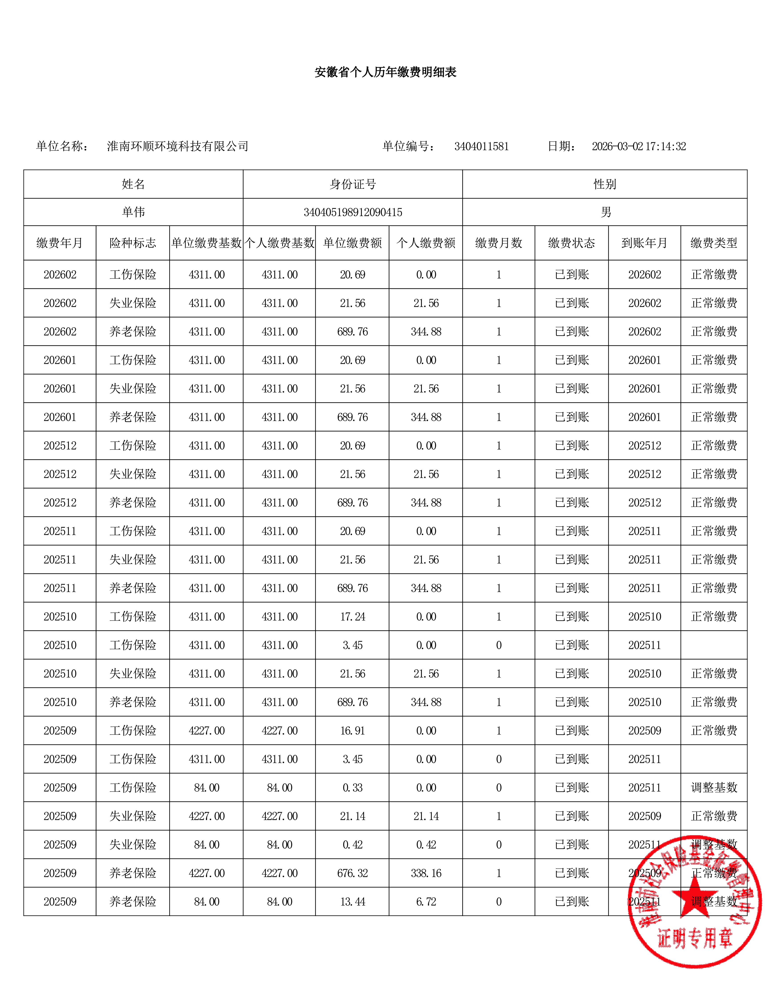 安徽省个人历年缴费明细表
单位名称： 淮南环顺环境科技有限公司 单位编号： 3404011581 日期： 2026-03-02 17:14:32
姓名 身份证号 性别
单伟 340405198912090415 男
缴费年月 险种标志 单位缴费基数 个人缴费基数 单位缴费额 个人缴费额 缴费月数 缴费状态 到账年月 缴费类型
202602 工伤保险 4311.00 4311.00 20.69 0.00 1 已到账 202602 正常缴费
202602 失业保险 4311.00 4311.00 21.56 21.56 1 已到账 202602 正常缴费
202602 养老保险 4311.00 4311.00 689.76 344.88 1 已到账 202602 正常缴费
202601 工伤保险 4311.00 4311.00 20.69 0.00 1 已到账 202601 正常缴费
202601 失业保险 4311.00 4311.00 21.56 21.56 1 已到账 202601 正常缴费
202601 养老保险 4311.00 4311.00 689.76 344.88 1 已到账 202601 正常缴费
202512 工伤保险 4311.00 4311.00 20.69 0.00 1 已到账 202512 正常缴费
202512 失业保险 4311.00 4311.00 21.56 21.56 1 已到账 202512 正常缴费
202512 养老保险 4311.00 4311.00 689.76 344.88 1 已到账 202512 正常缴费
202511 工伤保险 4311.00 4311.00 20.69 0.00 1 已到账 202511 正常缴费
202511 失业保险 4311.00 4311.00 21.56 21.56 1 已到账 202511 正常缴费
202511 养老保险 4311.00 4311.00 689.76 344.88 1 已到账 202511 正常缴费
202510 工伤保险 4311.00 4311.00 17.24 0.00 1 已到账 202510 正常缴费
202510 工伤保险 4311.00 4311.00 3.45 0.00 0 已到账 202511
202510 失业保险 4311.00 4311.00 21.56 21.56 1 已到账 202510 正常缴费
202510 养老保险 4311.00 4311.00 689.76 344.88 1 已到账 202510 正常缴费
202509 工伤保险 4227.00 4227.00 16.91 0.00 1 已到账 202509 正常缴费
202509 工伤保险 4311.00 4311.00 3.45 0.00 0 已到账 202511
202509 工伤保险 84.00 84.00 0.33 0.00 0 已到账 202511 调整基数
202509 失业保险 4227.00 4227.00 21.14 21.14 1 已到账 202509 正常缴费
202509 失业保险 84.00 84.00 0.42 0.42 0 已到账 202511 调整基数
202509 养老保险 4227.00 4227.00 676.32 338.16 1 已到账 202509 正常缴费
202509 养老保险 84.00 84.00 13.44 6.72 0 已到账 202511 调整基数
淮南市社会保险基金征缴管理中心
证明专用章